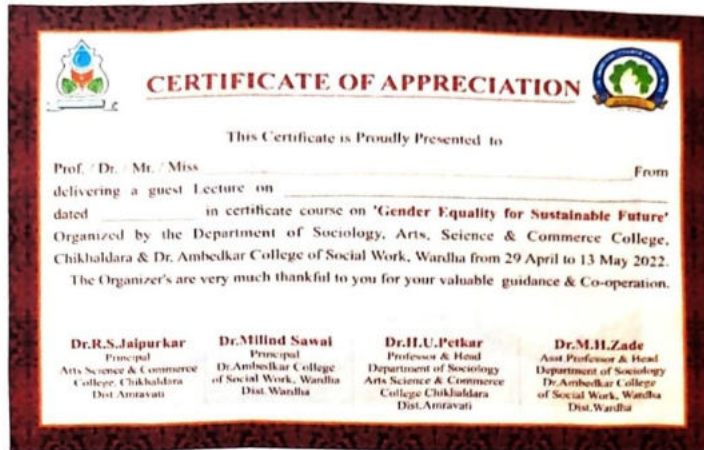 CERTIFICATE OF APPRECIATION
This Certificate is Proudly Presented to
Prof. / Dr. / Mr. / Miss From
delivering a guest Lecture on
dated in certificate course on 'Gender Equality for Sustainable Future'
Organized by the Department of Sociology, Arts, Science & Commerce College,
Chikhaldara & Dr. Ambedkar College of Social Work, Wardha from 29 April to 13 May 2022.
The Organizer's are very much thankful to you for your valuable guidance & Co-operation.
Dr.R.S.Jaipurkar
Principal
Arts Science & Commerce
College, Chikhaldara
Dist Amravati
Dr.Milind Sawai
Principal
Dr.Ambedkar College
of Social Work, Wardha
Dist.Wardha
Dr.H.U.Petkar
Professor & Head
Department of Sociology
Arts Science & Commerce
College Chikhaldara
Dist.Amravati
Dr.M.H.Zade
Asst Professor & Head
Department of Sociology
Dr.Ambedkar College
of Social Work, Wardha
Dist.Wardha